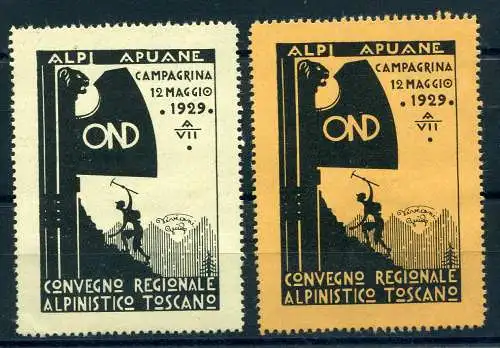 ALPI APUANE
CAMPAGRINA
12 MAGGIO
• 1929 •
A
VII
OND
CONVEGNO REGIONALE
ALPINISTICO TOSCANO
ALPI APUANE
CAMPAGRINA
12 MAGGIO
• 1929 •
A
VII
OND
CONVEGNO REGIONALE
ALPINISTICO TOSCANO